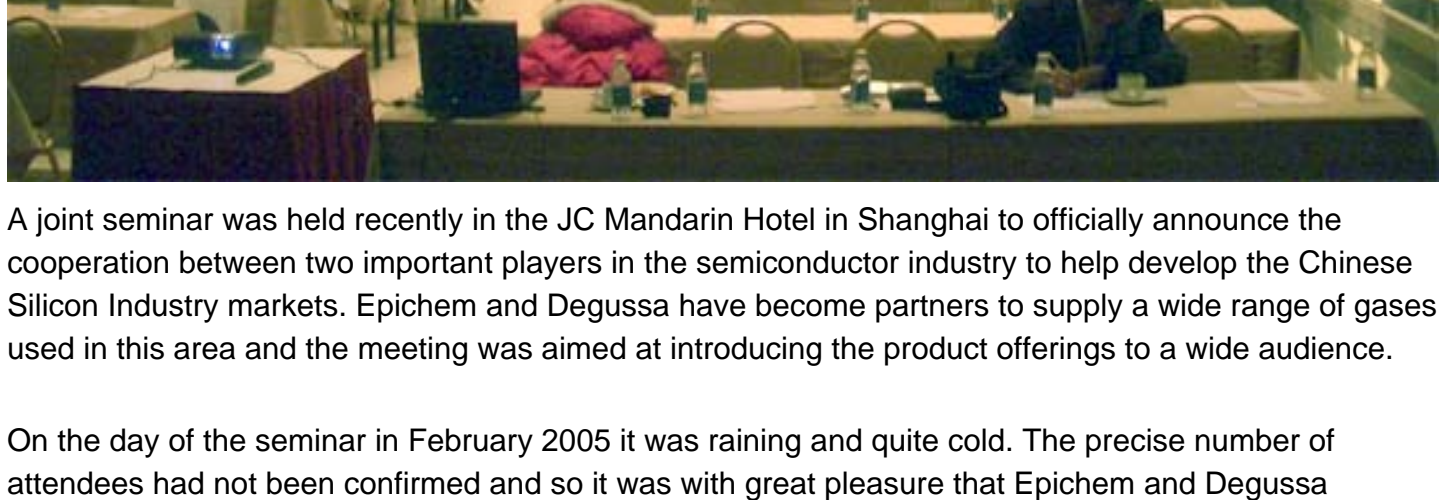 A joint seminar was held recently in the JC Mandarin Hotel in Shanghai to officially announce the
cooperation between two important players in the semiconductor industry to help develop the Chinese
Silicon Industry markets. Epichem and Degussa have become partners to supply a wide range of gases
used in this area and the meeting was aimed at introducing the product offerings to a wide audience.
On the day of the seminar in February 2005 it was raining and quite cold. The precise number of
attendees had not been confirmed and so it was with great pleasure that Epichem and Degussa